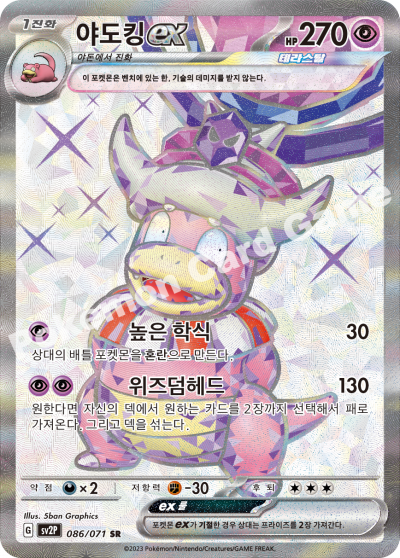 1진화
야도킹ex
HP 270
야돈에서 진화
테라스탈
이 포켓몬은 벤치에 있는 한, 기술의 데미지를 받지 않는다.
Pokémon Card Game
높은 학식 30
상대의 배틀 포켓몬을 혼란으로 만든다.
위즈덤헤드 130
원한다면 자신의 덱에서 원하는 카드를 2장까지 선택해서 패로
가져온다. 그리고 덱을 섞는다.
약점 ×2 저항력 -30 후퇴
Illus. 5ban Graphics
ex룰
G sv2P 086/071 SR
포켓몬 ex가 기절한 경우 상대는 프라이즈를 2장 가져간다.
©2023 Pokémon/Nintendo/Creatures/GAME FREAK.